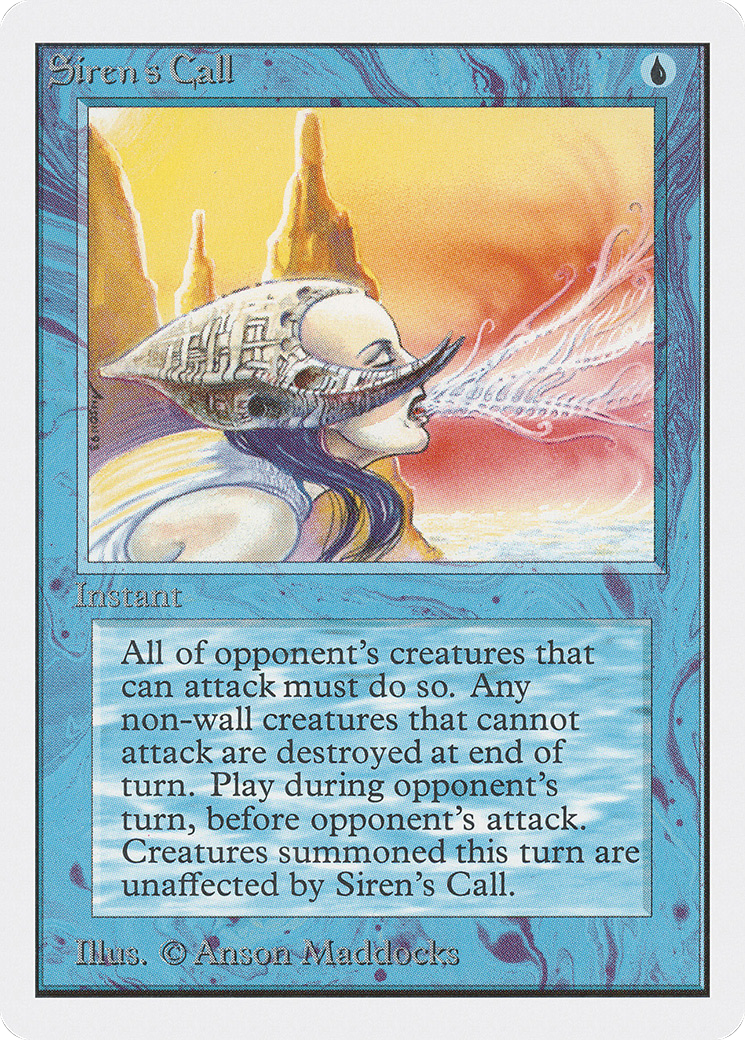 Siren's Call
Instant
All of opponent's creatures that
can attack must do so. Any
non-wall creatures that cannot
attack are destroyed at end of
turn. Play during opponent's
turn, before opponent's attack.
Creatures summoned this turn are
unaffected by Siren's Call.
Illus. © Anson Maddocks